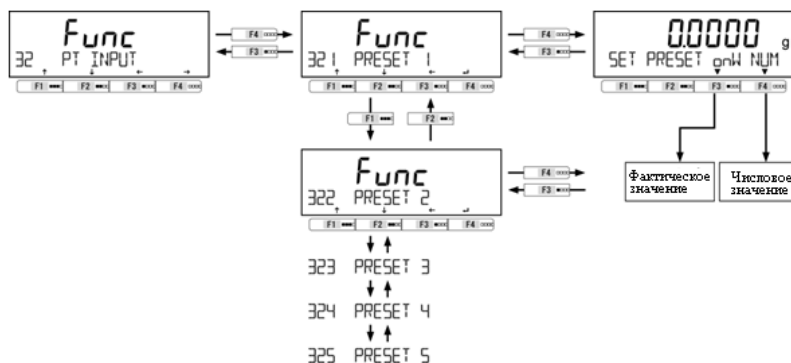 Func
32 PT INPUT
F1 F2 F3 F4
F4
F3
Func
321 PRESET 1
F1 F2 F3 F4
F4
F3
0.0000 g
SET PRESET onW NUM
F1 F2 F3 F4
F1
F2
Фактическое
значение
Числовое
значение
Func
322 PRESET 2
F1 F2 F3 F4
F4
F3
323 PRESET 3
324 PRESET 4
325 PRESET 5